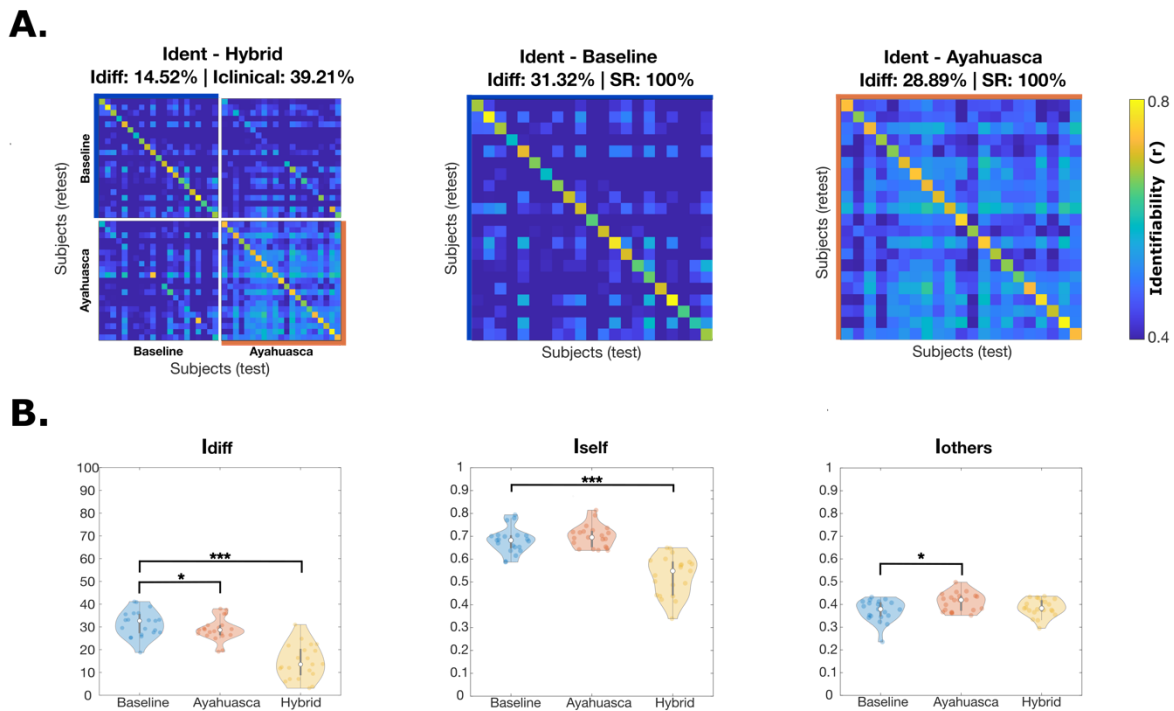 A.
Ident - Hybrid
Idiff: 14.52% | Iclinical: 39.21%
Subjects (retest)
Baseline
Ayahuasca
Baseline
Ayahuasca
Subjects (test)
Ident - Baseline
Idiff: 31.32% | SR: 100%
Subjects (retest)
Subjects (test)
Ident - Ayahuasca
Idiff: 28.89% | SR: 100%
Subjects (retest)
Subjects (test)
0.8
Identifiability (r)
0.4
B.
Idiff
100
90
80
70
60
50
40
30
20
10
0
***
*
Baseline Ayahuasca Hybrid
Iself
1
0.9
0.8
0.7
0.6
0.5
0.4
0.3
0.2
0.1
0
***
Baseline Ayahuasca Hybrid
Iothers
1
0.9
0.8
0.7
0.6
0.5
0.4
0.3
0.2
0.1
0
*
Baseline Ayahuasca Hybrid